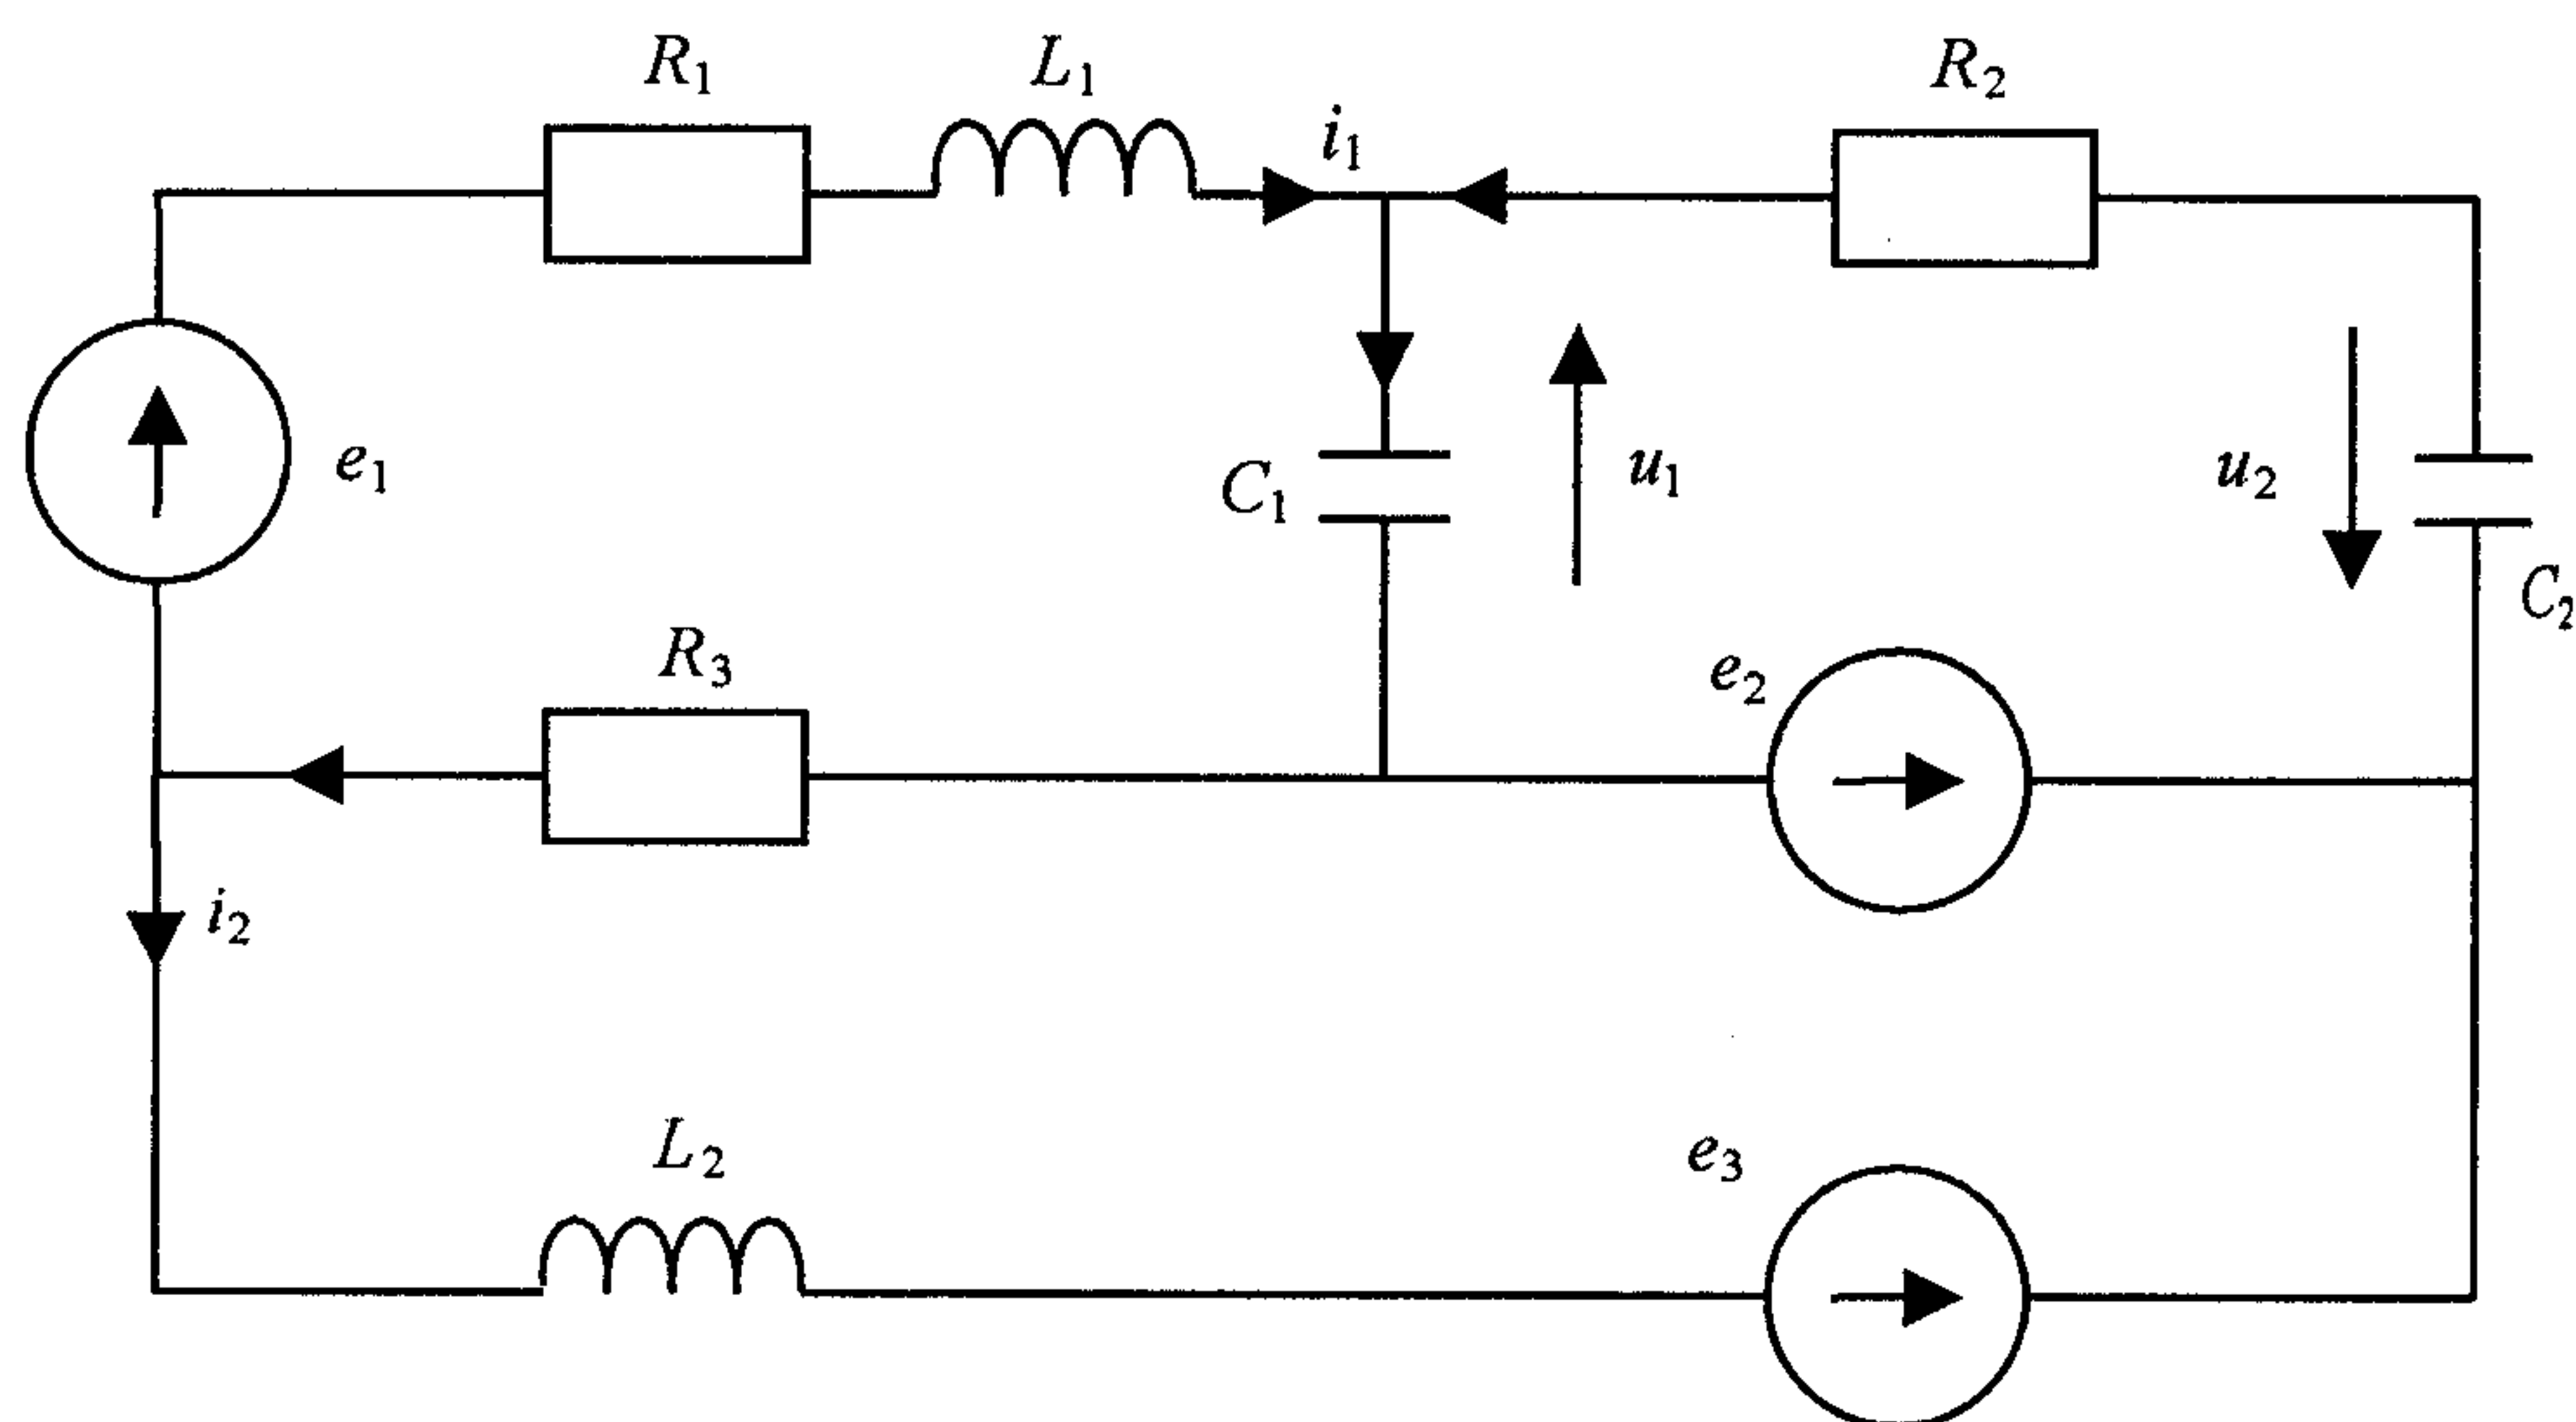 R₁
L₁
i₁
R₂
e₁
C₁
u₁
u₂
C₂
R₃
e₂
i₂
L₂
e₃